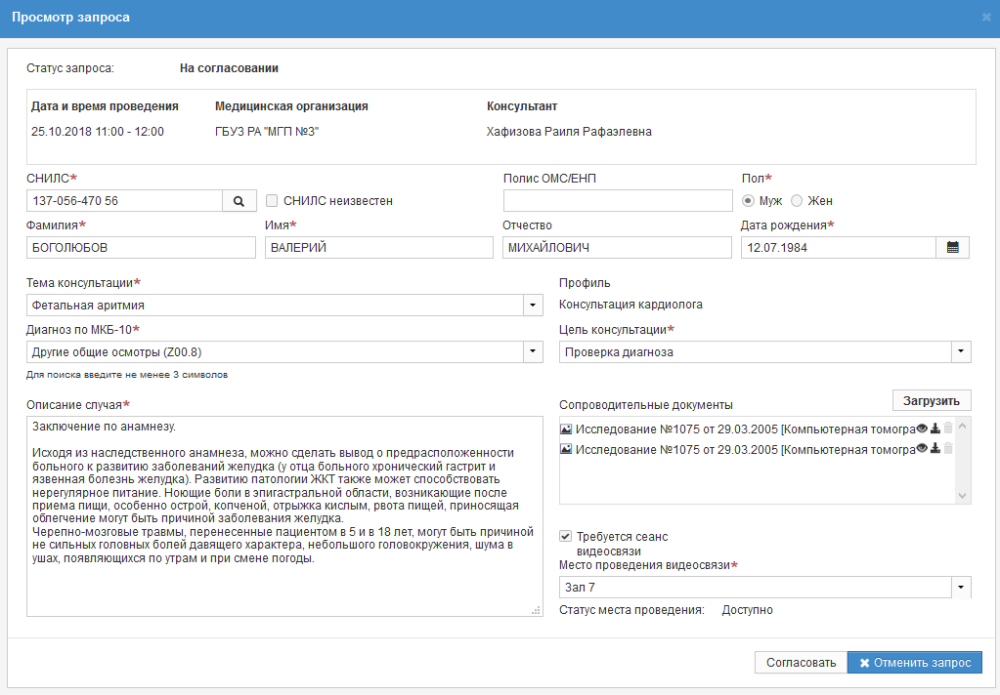 Просмотр запроса
Статус запроса: На согласовании
Дата и время проведения Медицинская организация Консультант
25.10.2018 11:00 - 12:00 ГБУЗ РА "МГП №3" Хафизова Раиля Рафаэлевна
СНИЛС* Полис ОМС/ЕНП Пол*
137-056-470 56 СНИЛС неизвестен Муж Жен
Фамилия* Имя* Отчество Дата рождения*
БОГОЛЮБОВ ВАЛЕРИЙ МИХАЙЛОВИЧ 12.07.1984
Тема консультации* Профиль
Фетальная аритмия Консультация кардиолога
Диагноз по МКБ-10* Цель консультации*
Другие общие осмотры (Z00.8) Проверка диагноза
Для поиска введите не менее 3 символов
Описание случая*
Заключение по анамнезу.
Исходя из наследственного анамнеза, можно сделать вывод о предрасположенности
больного к развитию заболеваний желудка (у отца больного хронический гастрит и
язвенная болезнь желудка). Развитию патологии ЖКТ также может способствовать
нерегулярное питание. Ноющие боли в эпигастральной области, возникающие после
приема пищи, особенно острой, копченой, отрыжка кислым, рвота пищей, приносящая
облегчение могут быть причиной заболевания желудка.
Черепно-мозговые травмы, перенесенные пациентом в 5 и в 18 лет, могут быть причиной
не сильных головных болей давящего характера, небольшого головокружения, шума в
ушах, появляющихся по утрам и при смене погоды.
Сопроводительные документы Загрузить
Исследование №1075 от 29.03.2005 [Компьютерная томогра
Исследование №1075 от 29.03.2005 [Компьютерная томогра
Требуется сеанс
видеосвязи
Место проведения видеосвязи*
Зал 7
Статус места проведения: Доступно
Согласовать Отменить запрос